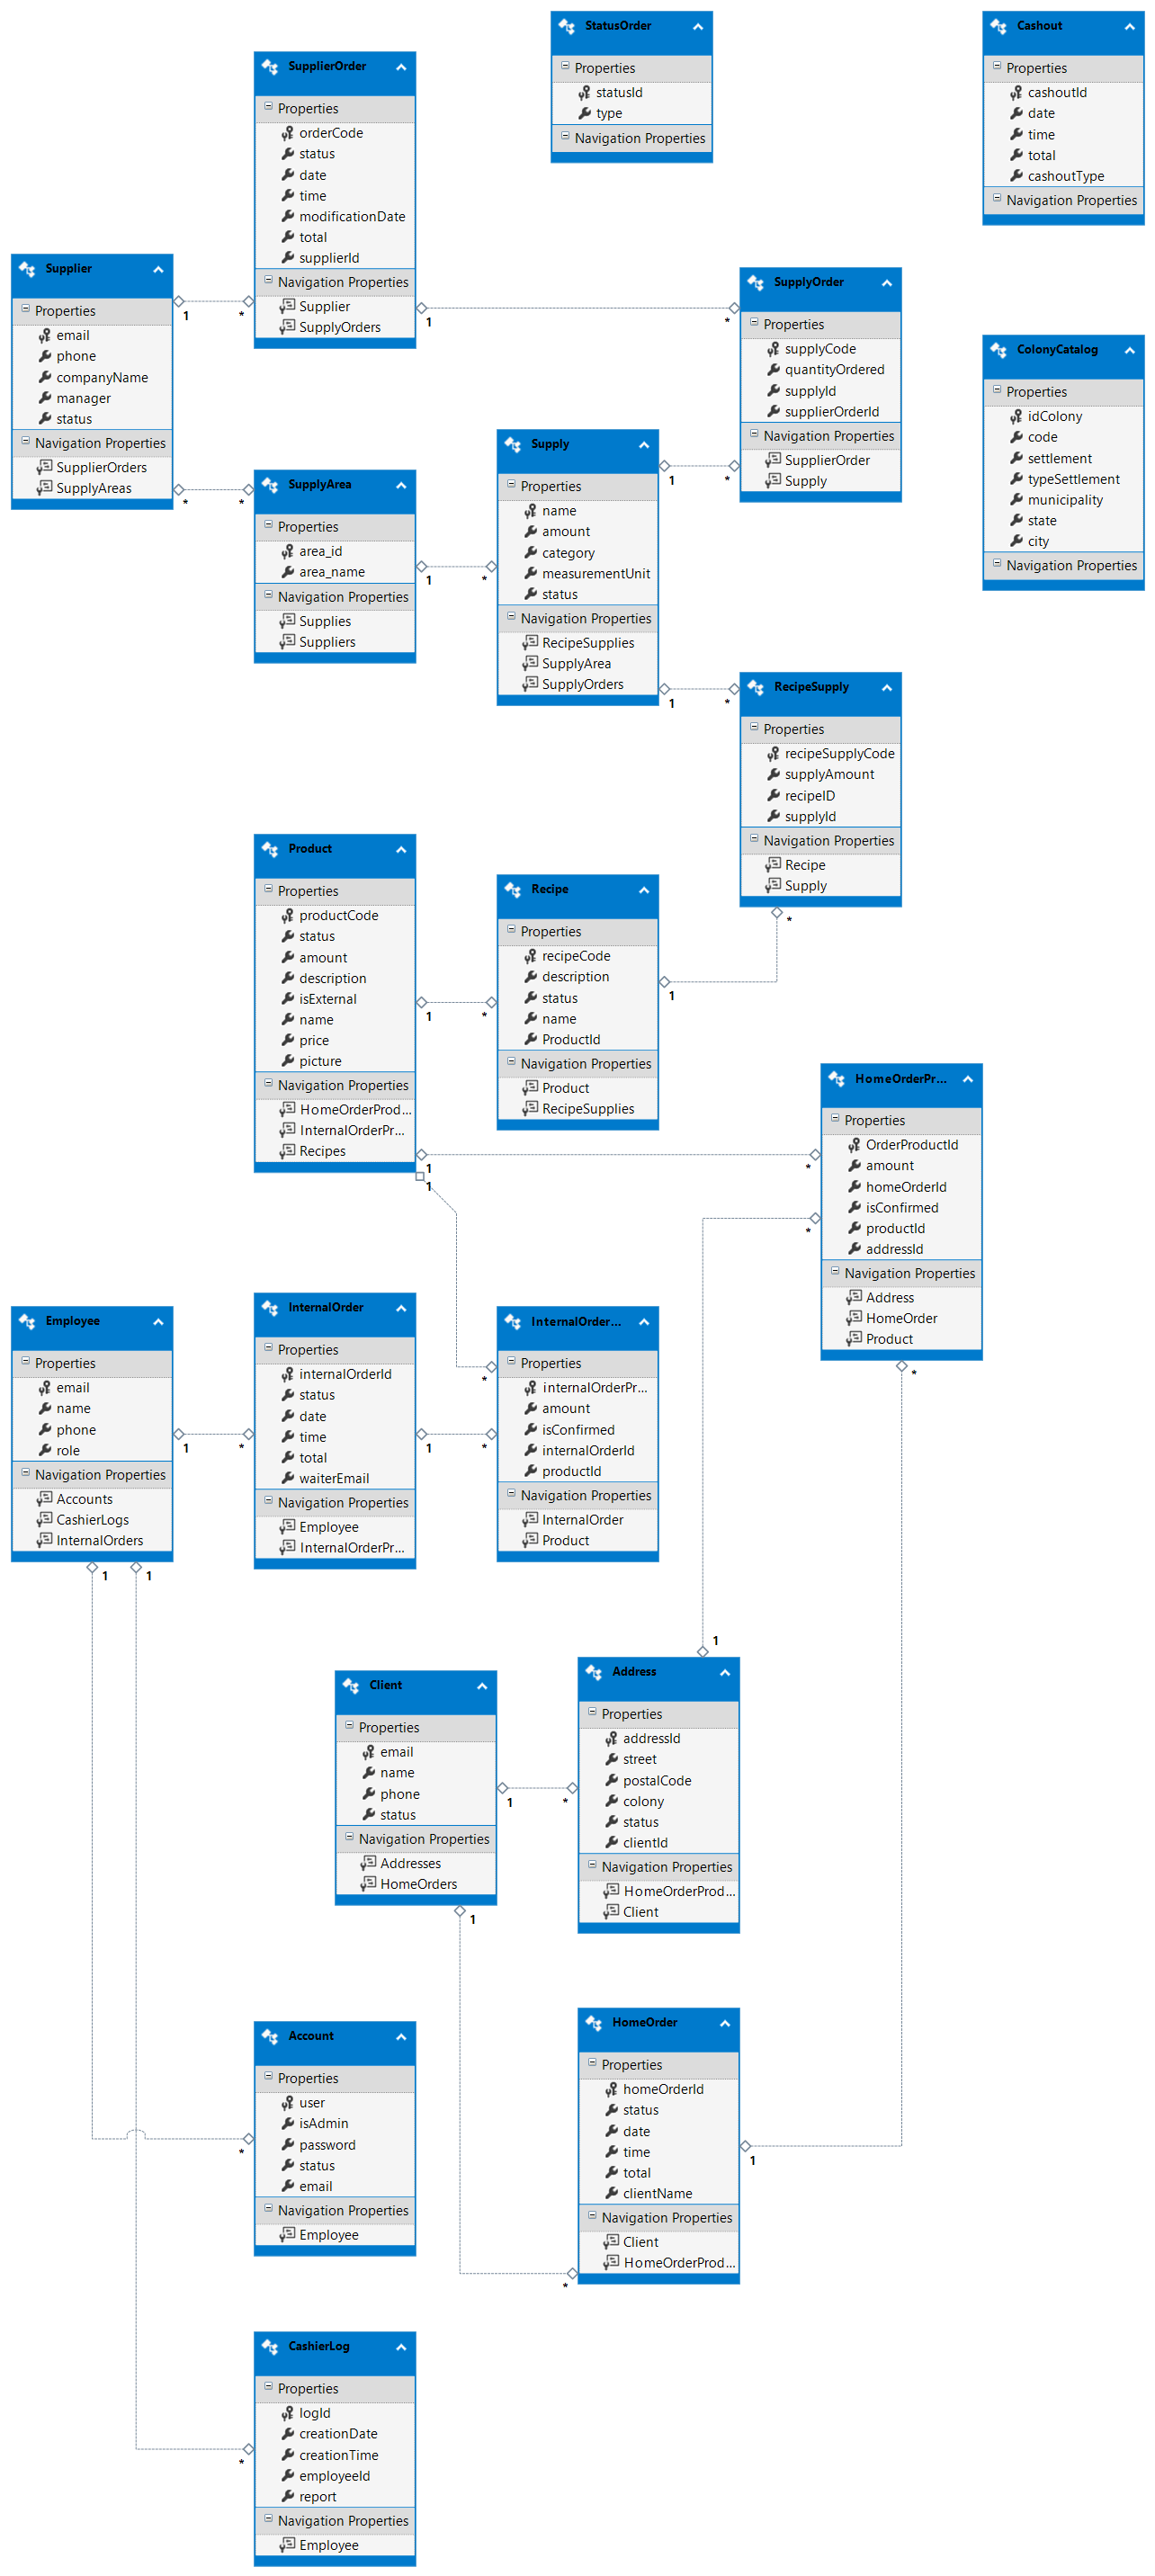 StatusOrder
Properties
statusId
type
Navigation Properties
Cashout
Properties
cashoutId
date
time
total
cashoutType
Navigation Properties
SupplierOrder
Properties
orderCode
status
date
time
modificationDate
total
supplierId
Navigation Properties
Supplier
SupplyOrders
1
*
1
*
Supplier
Properties
email
phone
companyName
manager
status
Navigation Properties
SupplierOrders
SupplyAreas
*
*
SupplyOrder
Properties
supplyCode
quantityOrdered
supplyId
supplierOrderId
Navigation Properties
SupplierOrder
Supply
ColonyCatalog
Properties
idColony
code
settlement
typeSettlement
municipality
state
city
Navigation Properties
SupplyArea
Properties
area_id
area_name
Navigation Properties
Supplies
Suppliers
1
*
Supply
Properties
name
amount
category
measurementUnit
status
Navigation Properties
RecipeSupplies
SupplyArea
SupplyOrders
1
*
1
*
RecipeSupply
Properties
recipeSupplyCode
supplyAmount
recipeID
supplyId
Navigation Properties
Recipe
Supply
*
1
Product
Properties
productCode
status
amount
description
isExternal
name
price
picture
Navigation Properties
HomeOrderProd...
InternalOrderPr...
Recipes
1
*
Recipe
Properties
recipeCode
description
status
name
ProductId
Navigation Properties
Product
RecipeSupplies
1
*
1
*
HomeOrderPr...
Properties
OrderProductId
amount
homeOrderId
isConfirmed
productId
addressId
Navigation Properties
Address
HomeOrder
Product
*
*
Employee
Properties
email
name
phone
role
Navigation Properties
Accounts
CashierLogs
InternalOrders
1
1
1
*
InternalOrder
Properties
internalOrderId
status
date
time
total
waiterEmail
Navigation Properties
Employee
InternalOrderPr...
1
*
InternalOrder...
Properties
internalOrderPr...
amount
isConfirmed
internalOrderId
productId
Navigation Properties
InternalOrder
Product
1
Client
Properties
email
name
phone
status
Navigation Properties
Addresses
HomeOrders
1
*
1
Address
Properties
addressId
street
postalCode
colony
status
clientId
Navigation Properties
HomeOrderProd...
Client
Account
Properties
user
isAdmin
password
status
email
Navigation Properties
Employee
*
HomeOrder
Properties
homeOrderId
status
date
time
total
clientName
Navigation Properties
Client
HomeOrderProd...
1
*
CashierLog
Properties
logId
creationDate
creationTime
employeeId
report
Navigation Properties
Employee
*